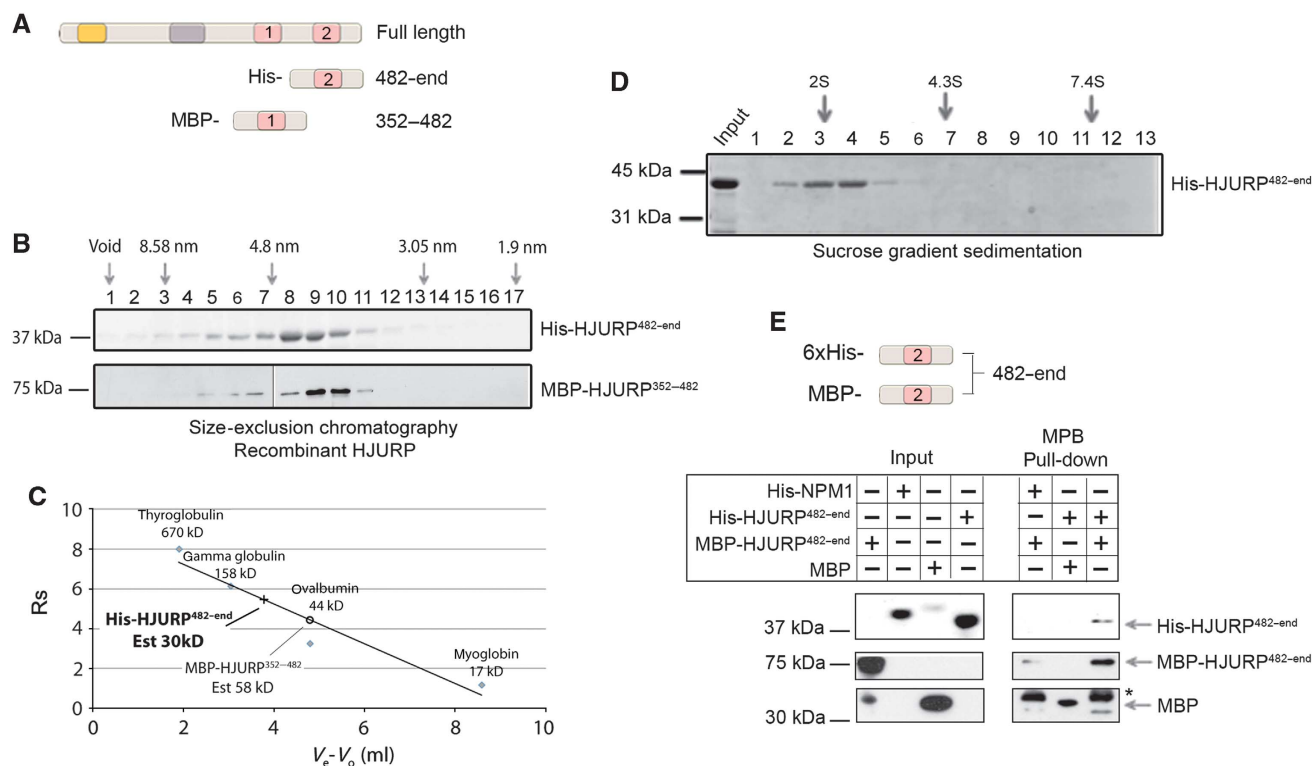 A
1 2 Full length
His- 2 482–end
MBP- 1 352–482
B
Void 8.58 nm 4.8 nm 3.05 nm 1.9 nm
1 2 3 4 5 6 7 8 9 10 11 12 13 14 15 16 17
37 kDa His-HJURP482–end
75 kDa MBP-HJURP352–482
Size-exclusion chromatography
Recombinant HJURP
C
10
8
6
4
2
0
Rs
Thyroglobulin
670 kD
Gamma globulin
158 kD
Ovalbumin
44 kD
His-HJURP482–end
Est 30kD
MBP-HJURP352–482
Est 58 kD
Myoglobin
17 kD
0 2 4 6 8 10
Ve-Vo (ml)
D
2S 4.3S 7.4S
Input 1 2 3 4 5 6 7 8 9 10 11 12 13
45 kDa
His-HJURP482–end
31 kDa
Sucrose gradient sedimentation
E
6xHis- 2
482–end
MBP- 2
Input
MPB
Pull-down
His-NPM1 – + – – + – –
His-HJURP482–end – – – + – + +
MBP-HJURP482–end + – – – + – +
MBP – – + – – + –
37 kDa His-HJURP482–end
75 kDa MBP-HJURP482–end
*
30 kDa MBP